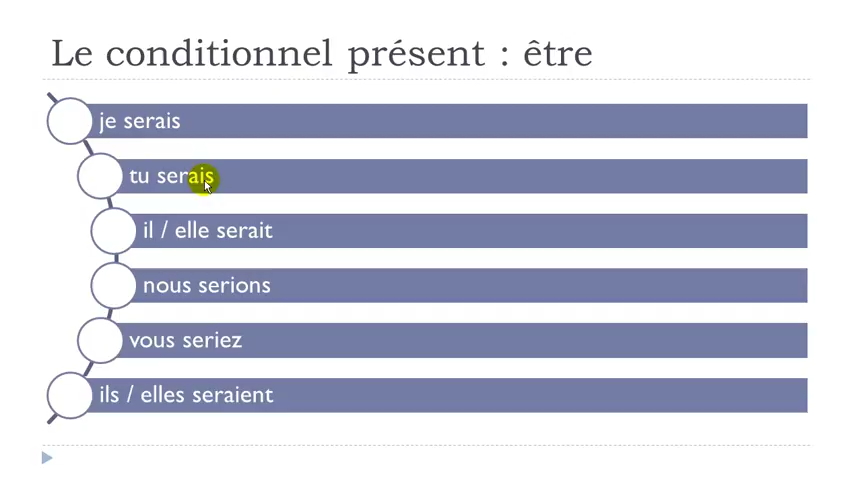 Le conditionnel présent : être
je serais
tu serais
il / elle serait
nous serions
vous seriez
ils / elles seraient